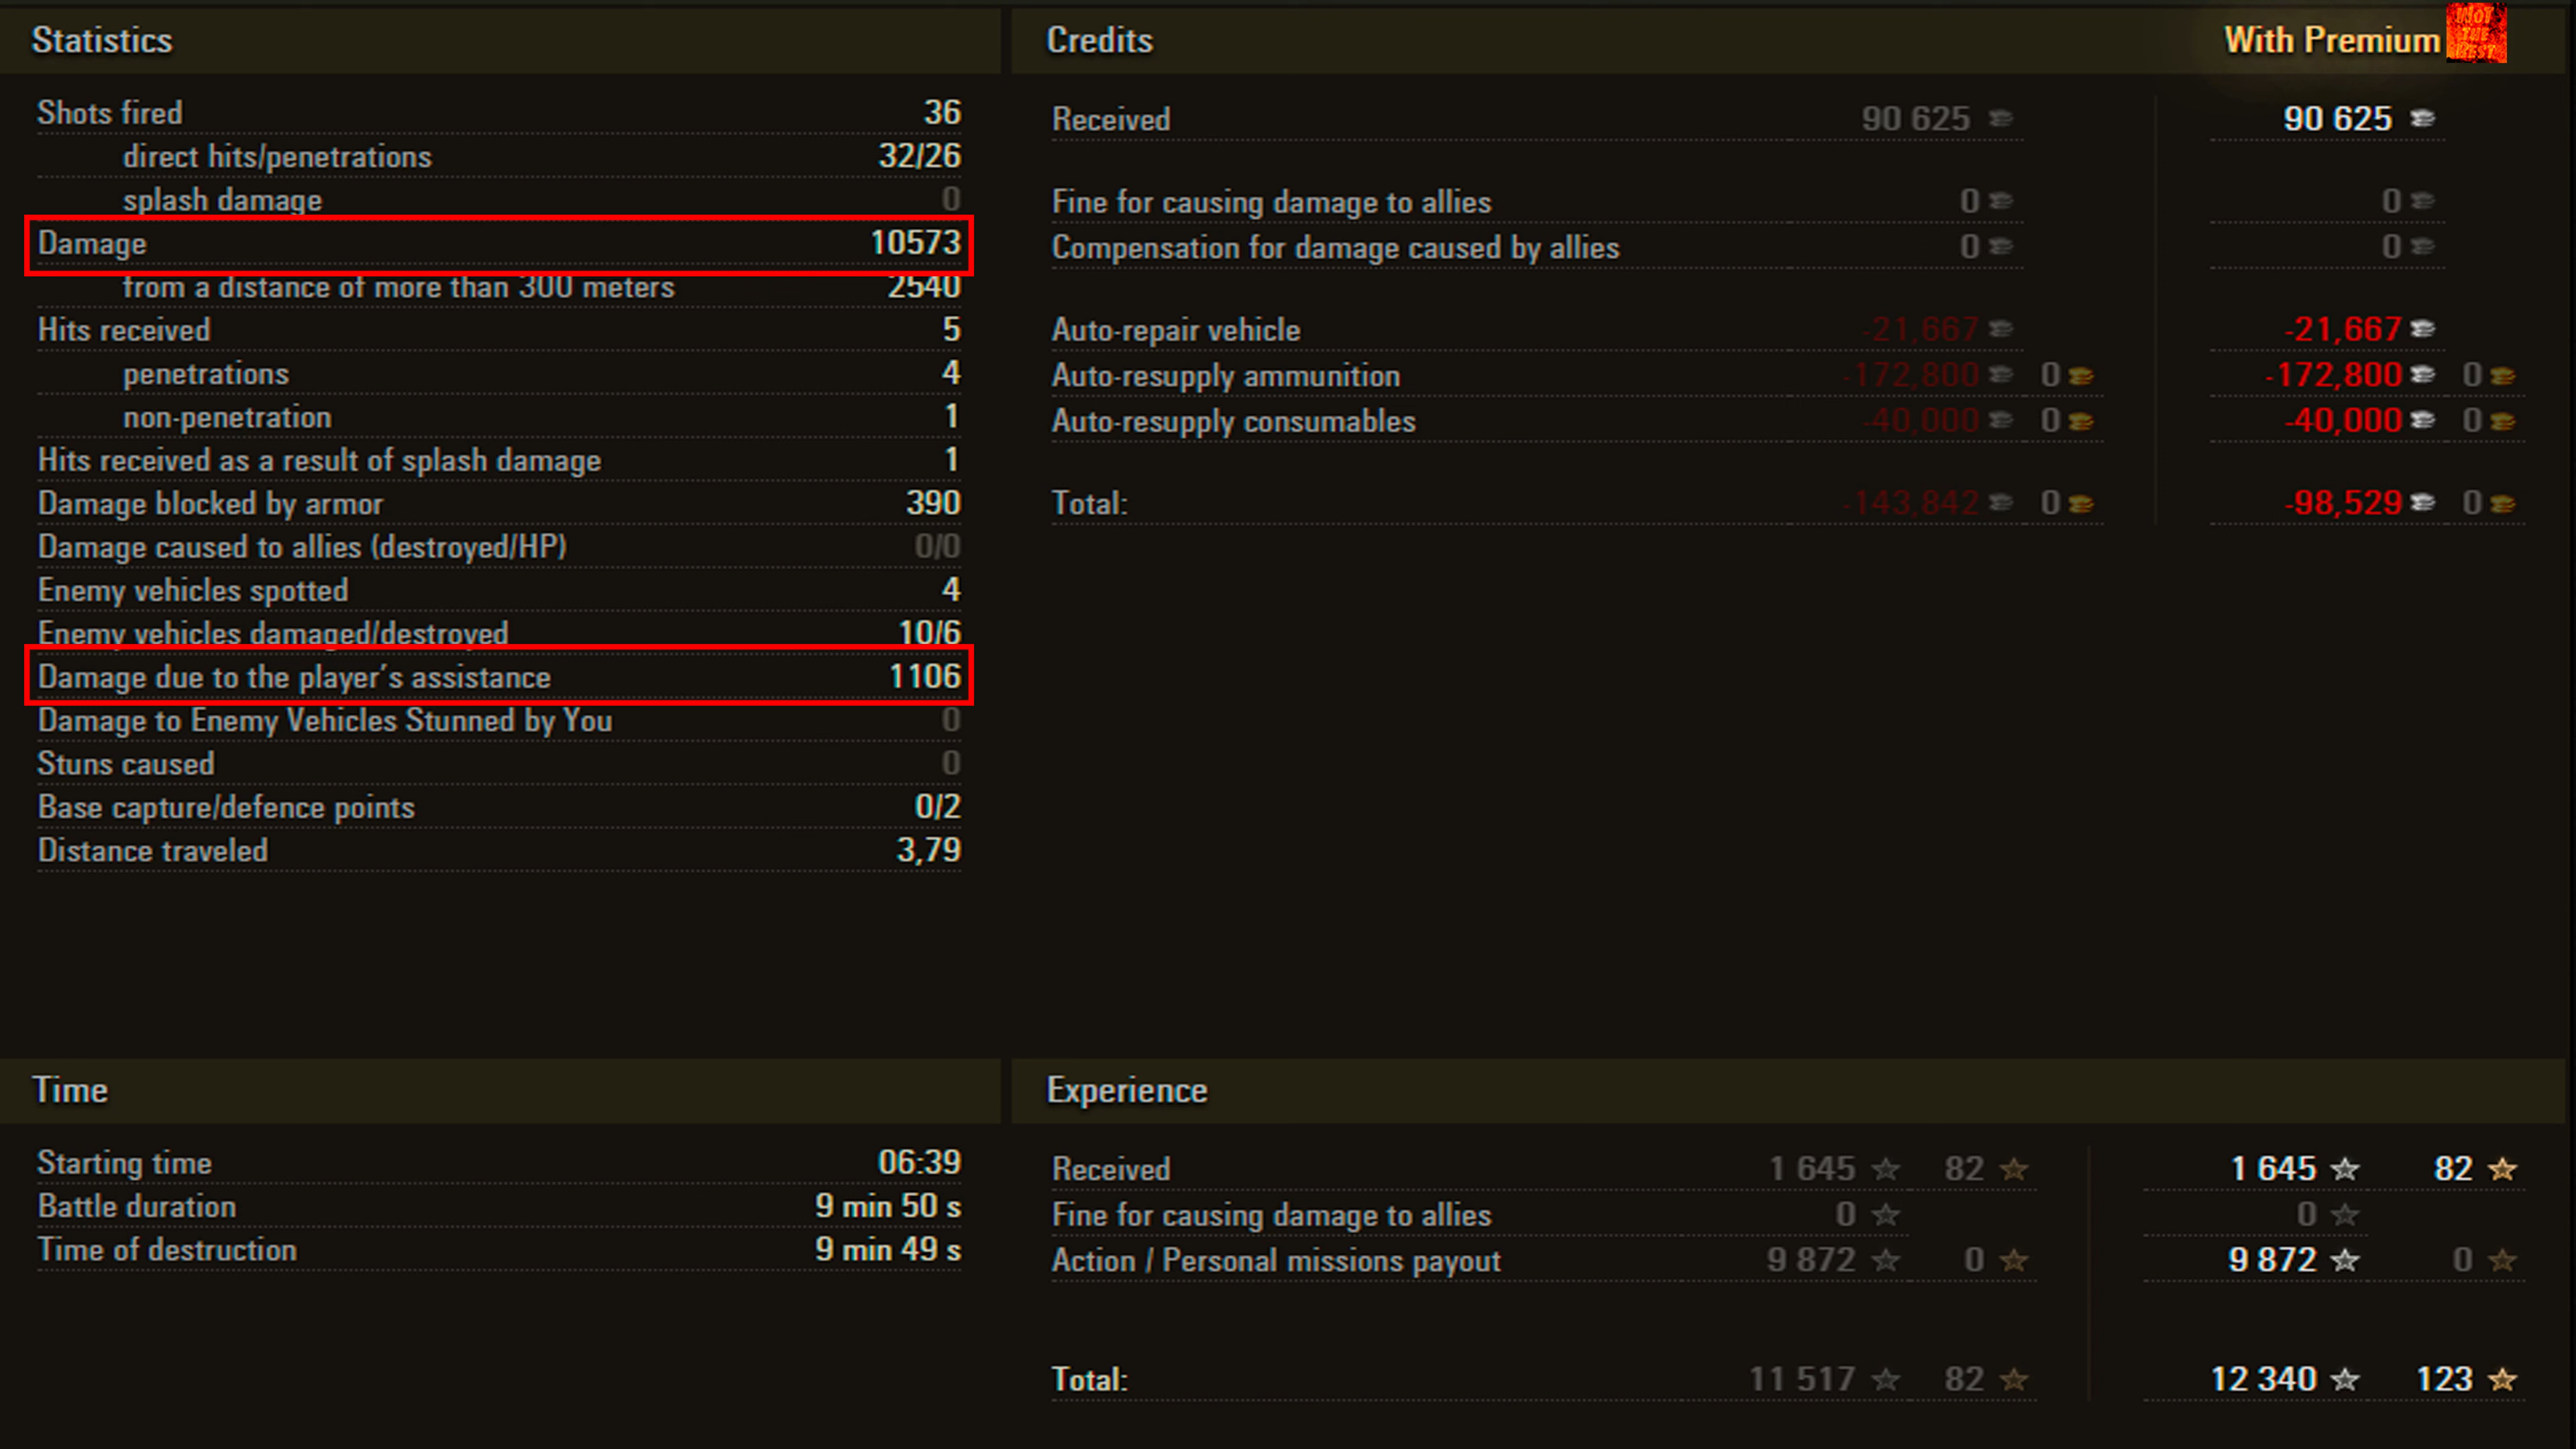 Statistics
Shots fired 36
direct hits/penetrations 32/26
splash damage 0
Damage 10573
from a distance of more than 300 meters 2540
Hits received 5
penetrations 4
non-penetration 1
Hits received as a result of splash damage 1
Damage blocked by armor 390
Damage caused to allies (destroyed/HP) 0/0
Enemy vehicles spotted 4
Enemy vehicles damaged/destroyed 10/6
Damage due to the player’s assistance 1106
Damage to Enemy Vehicles Stunned by You 0
Stuns caused 0
Base capture/defence points 0/2
Distance traveled 3,79
Credits With Premium
WOT
THE
BEST
Received 90 625 90 625
Fine for causing damage to allies 0 0
Compensation for damage caused by allies 0 0
Auto-repair vehicle -21,667 -21,667
Auto-resupply ammunition -172,800 0 -172,800 0
Auto-resupply consumables -40,000 0 -40,000 0
Total: -143,842 0 -98,529 0
Time
Starting time 06:39
Battle duration 9 min 50 s
Time of destruction 9 min 49 s
Experience
Received 1 645 82 1 645 82
Fine for causing damage to allies 0 0
Action / Personal missions payout 9 872 0 9 872 0
Total: 11 517 82 12 340 123